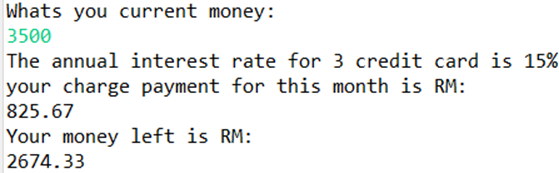 Whats you current money:
3500
The annual interest rate for 3 credit card is 15%
your charge payment for this month is RM:
825.67
Your money left is RM:
2674.33